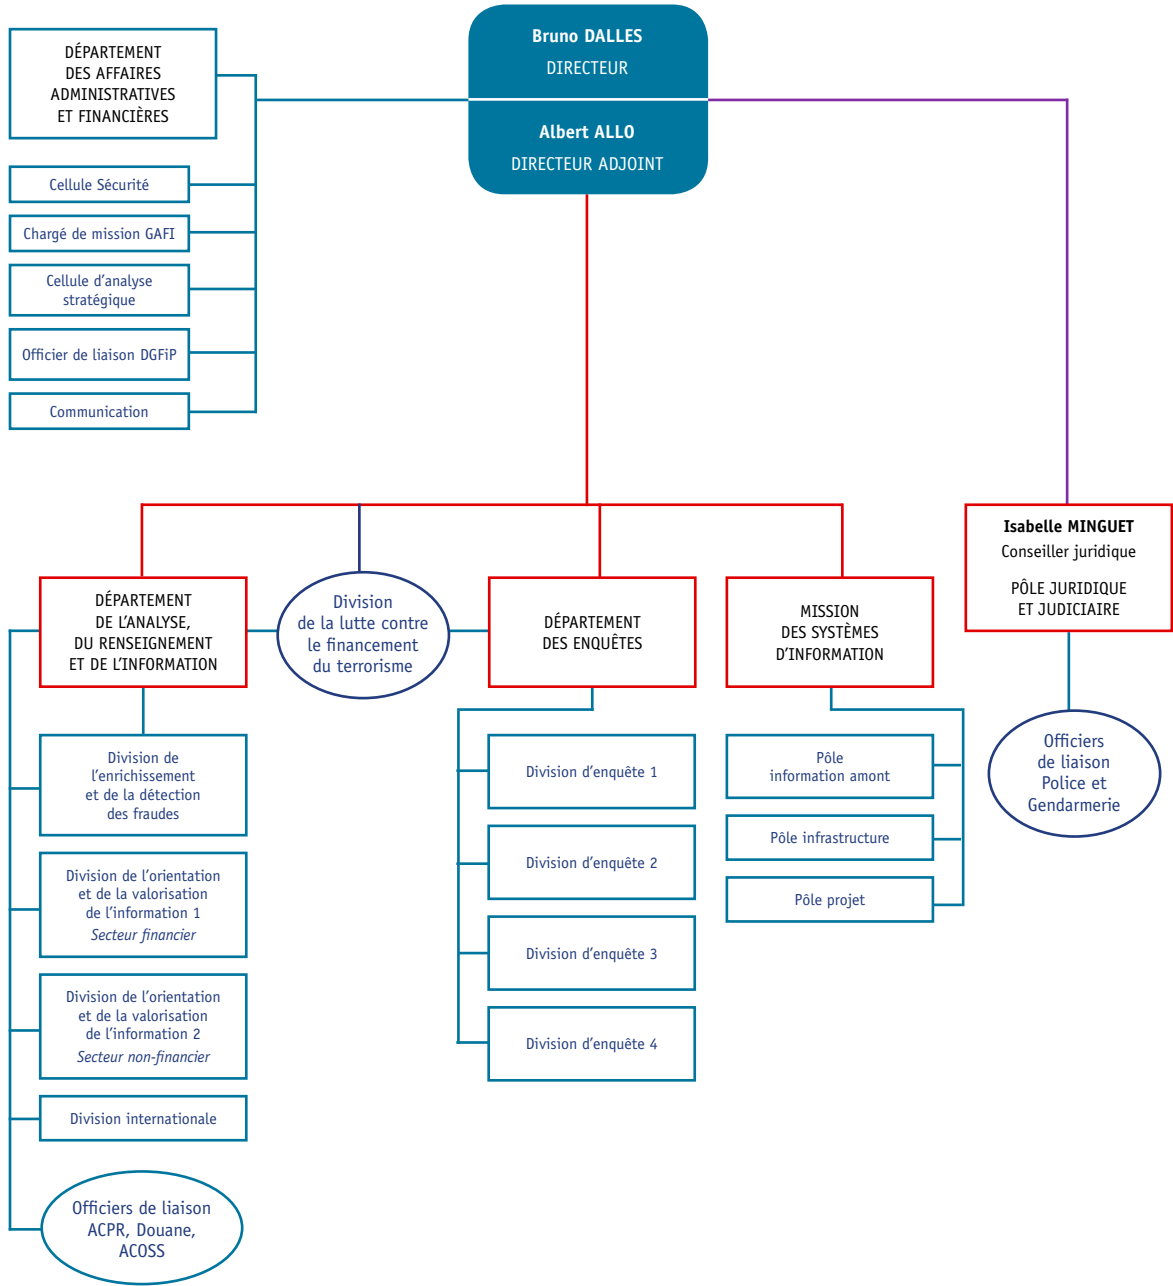 Bruno DALLES
DIRECTEUR
Albert ALLO
DIRECTEUR ADJOINT
DÉPARTEMENT
DES AFFAIRES
ADMINISTRATIVES
ET FINANCIÈRES
Cellule Sécurité
Chargé de mission GAFI
Cellule d’analyse
stratégique
Officier de liaison DGFiP
Communication
Isabelle MINGUET
Conseiller juridique
PÔLE JURIDIQUE
ET JUDICIAIRE
DÉPARTEMENT
DE L’ANALYSE,
DU RENSEIGNEMENT
ET DE L’INFORMATION
Division
de la lutte contre
le financement
du terrorisme
DÉPARTEMENT
DES ENQUÊTES
MISSION
DES SYSTÈMES
D’INFORMATION
Officiers
de liaison
Police et
Gendarmerie
Division de
l’enrichissement
et de la détection
des fraudes
Division de l’orientation
et de la valorisation
de l’information 1
Secteur financier
Division de l’orientation
et de la valorisation
de l’information 2
Secteur non-financier
Division internationale
Officiers de liaison
ACPR, Douane,
ACOSS
Division d’enquête 1
Division d’enquête 2
Division d’enquête 3
Division d’enquête 4
Pôle
information amont
Pôle infrastructure
Pôle projet